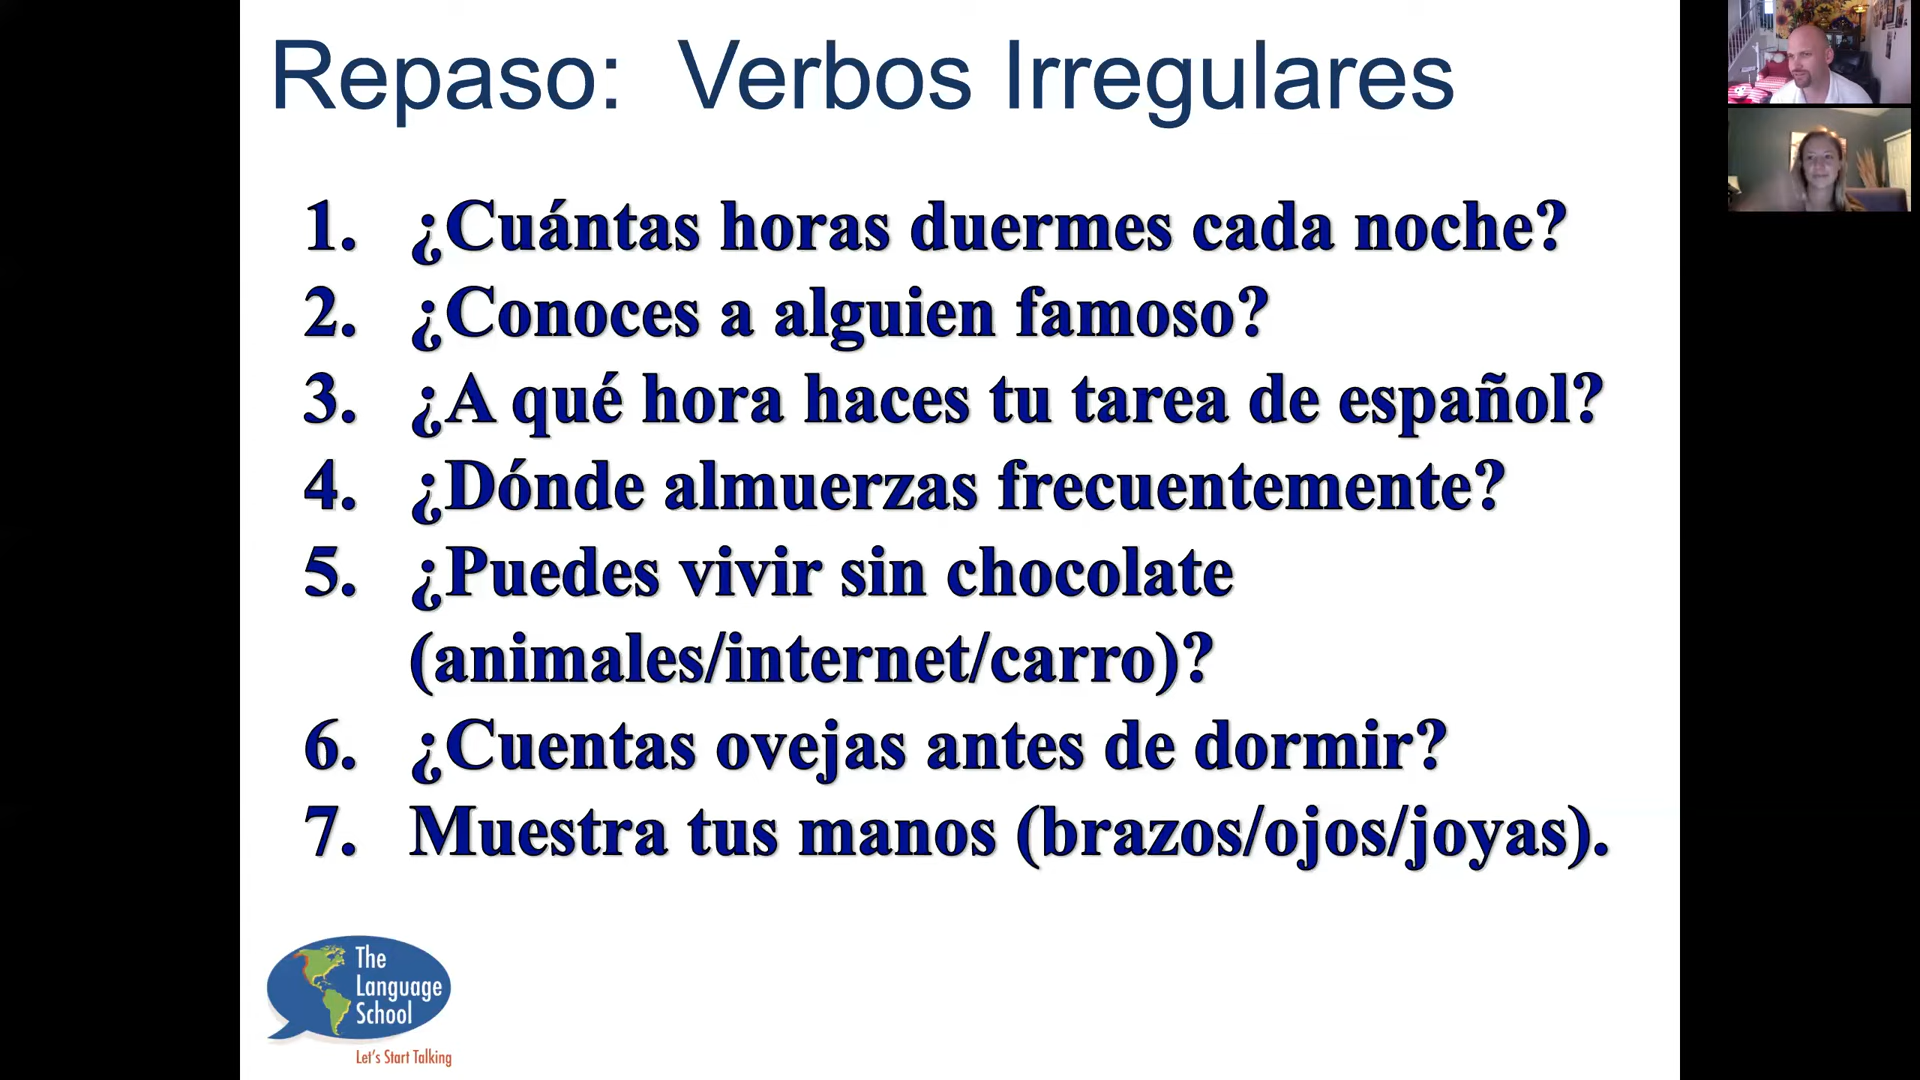 Repaso: Verbos Irregulares
1. ¿Cuántas horas duermes cada noche?
2. ¿Conoces a alguien famoso?
3. ¿A qué hora haces tu tarea de español?
4. ¿Dónde almuerzas frecuentemente?
5. ¿Puedes vivir sin chocolate
(animales/internet/carro)?
6. ¿Cuentas ovejas antes de dormir?
7. Muestra tus manos (brazos/ojos/joyas).
The
Language
School
Let's Start Talking